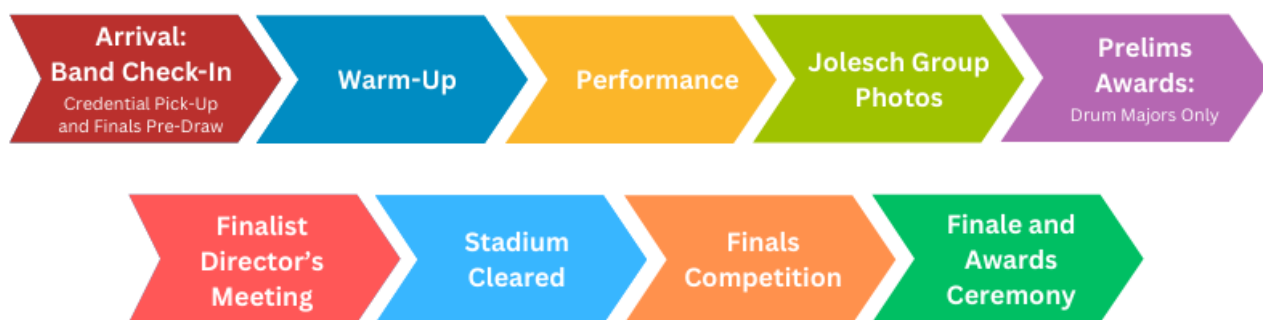 Arrival:
Band Check-In
Credential Pick-Up
and Finals Pre-Draw
Warm-Up
Performance
Jolesch Group
Photos
Prelims
Awards:
Drum Majors Only
Finalist
Director’s
Meeting
Stadium
Cleared
Finals
Competition
Finale and
Awards
Ceremony